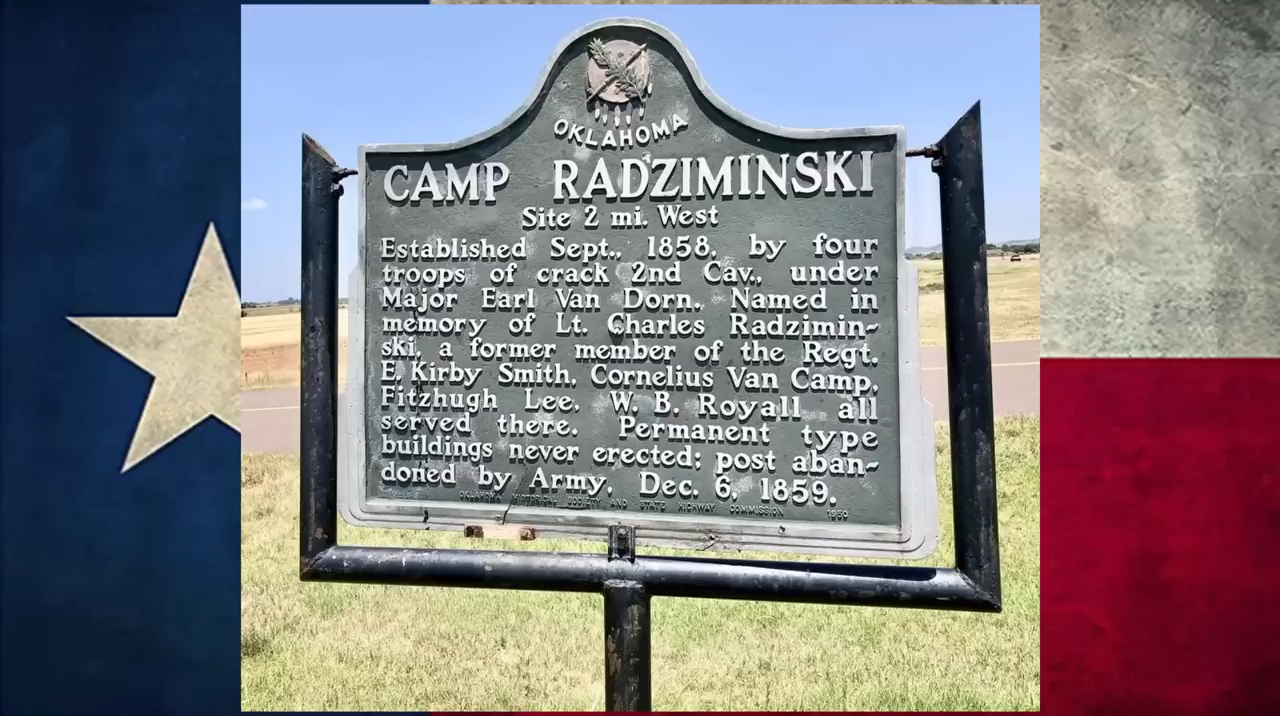 OKLAHOMA
CAMP RADZIMINSKI
Site 2 mi. West
Established Sept., 1858, by four
troops of crack 2nd Cav., under
Major Earl Van Dorn. Named in
memory of Lt. Charles Radzimin-
ski, a former member of the Regt.
E. Kirby Smith, Cornelius Van Camp,
Fitzhugh Lee, W. B. Royall all
served there. Permanent type
buildings never erected; post aban-
doned by Army, Dec. 6, 1859.
OKLAHOMA HISTORICAL SOCIETY AND STATE HIGHWAY COMMISSION 1950